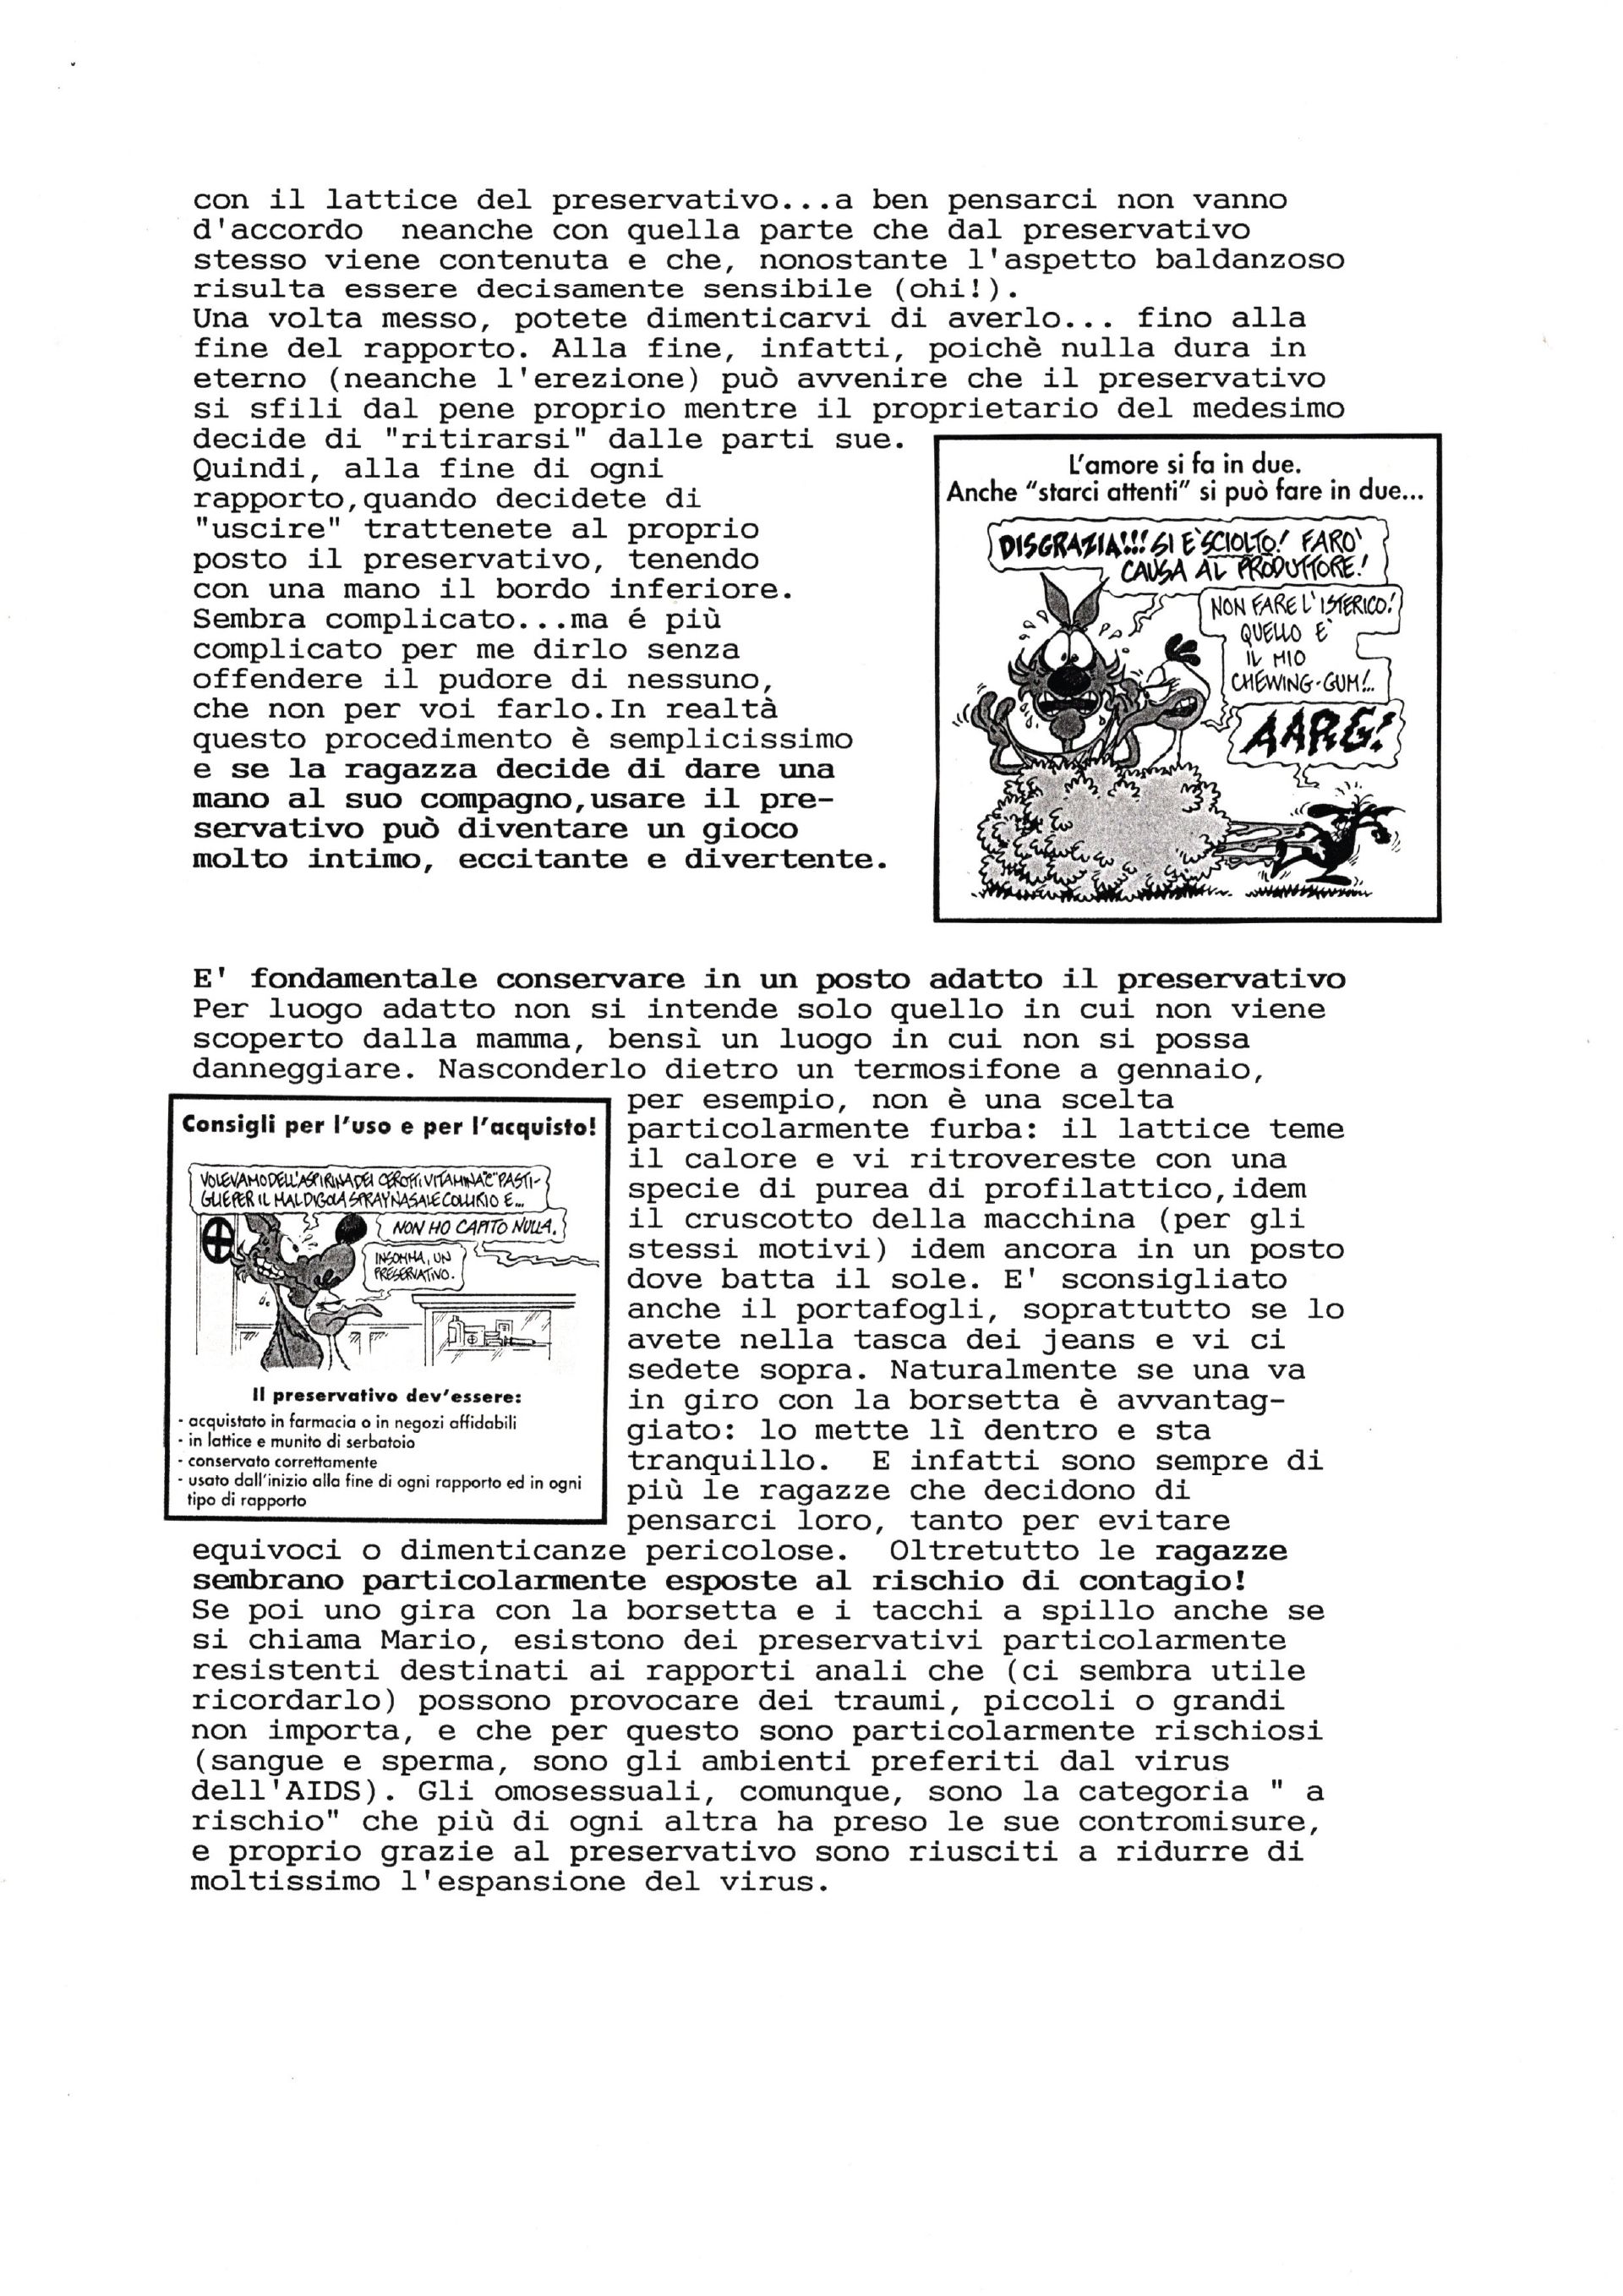 con il lattice del preservativo...a ben pensarci non vanno
d'accordo  neanche con quella parte che dal preservativo
stesso viene contenuta e che, nonostante l'aspetto baldanzoso
risulta essere decisamente sensibile (ohi!).
Una volta messo, potete dimenticarvi di averlo... fino alla
fine del rapporto. Alla fine, infatti, poichè nulla dura in
eterno (neanche l'erezione) può avvenire che il preservativo
si sfili dal pene proprio mentre il proprietario del medesimo
decide di "ritirarsi" dalle parti sue.
Quindi, alla fine di ogni
rapporto,quando decidete di
"uscire" trattenete al proprio
posto il preservativo, tenendo
con una mano il bordo inferiore.
Sembra complicato...ma é più
complicato per me dirlo senza
offendere il pudore di nessuno,
che non per voi farlo.In realtà
questo procedimento è semplicissimo
e se la ragazza decide di dare una
mano al suo compagno,usare il pre-
servativo può diventare un gioco
molto intimo, eccitante e divertente.
L'amore si fa in due.
Anche "starci attenti" si può fare in due...
DISGRAZIA!!! SI E' SCIOLTO! FARO'
CAUSA AL PRODUTTORE!
NON FARE L'ISTERICO!
QUELLO E'
IL MIO
CHEWING-GUM!..
AARG!
E' fondamentale conservare in un posto adatto il preservativo
Per luogo adatto non si intende solo quello in cui non viene
scoperto dalla mamma, bensì un luogo in cui non si possa
danneggiare. Nasconderlo dietro un termosifone a gennaio,
per esempio, non è una scelta
particolarmente furba: il lattice teme
il calore e vi ritrovereste con una
specie di purea di profilattico,idem
il cruscotto della macchina (per gli
stessi motivi) idem ancora in un posto
dove batta il sole. E' sconsigliato
anche il portafogli, soprattutto se lo
avete nella tasca dei jeans e vi ci
sedete sopra. Naturalmente se una va
in giro con la borsetta è avvantag-
giato: lo mette lì dentro e sta
tranquillo.  E infatti sono sempre di
più le ragazze che decidono di
pensarci loro, tanto per evitare
equivoci o dimenticanze pericolose.  Oltretutto le ragazze
sembrano particolarmente esposte al rischio di contagio!
Se poi uno gira con la borsetta e i tacchi a spillo anche se
si chiama Mario, esistono dei preservativi particolarmente
resistenti destinati ai rapporti anali che (ci sembra utile
ricordarlo) possono provocare dei traumi, piccoli o grandi
non importa, e che per questo sono particolarmente rischiosi
(sangue e sperma, sono gli ambienti preferiti dal virus
dell'AIDS). Gli omosessuali, comunque, sono la categoria " a
rischio" che più di ogni altra ha preso le sue contromisure,
e proprio grazie al preservativo sono riusciti a ridurre di
moltissimo l'espansione del virus.
Consigli per l'uso e per l'acquisto!
VOLEVAMO DELL'ASPIRINA DEI CEROTTI VITAMINA "C" PASTI-
GLIE PER IL MAL DI GOLA SPRAY NASALE COLLIRIO E...
NON HO CAPITO NULLA.
INSOMMA, UN
PRESERVATIVO.
Il preservativo dev'essere:
- acquistato in farmacia o in negozi affidabili
- in lattice e munito di serbatoio
- conservato correttamente
- usato dall'inizio alla fine di ogni rapporto ed in ogni
tipo di rapporto